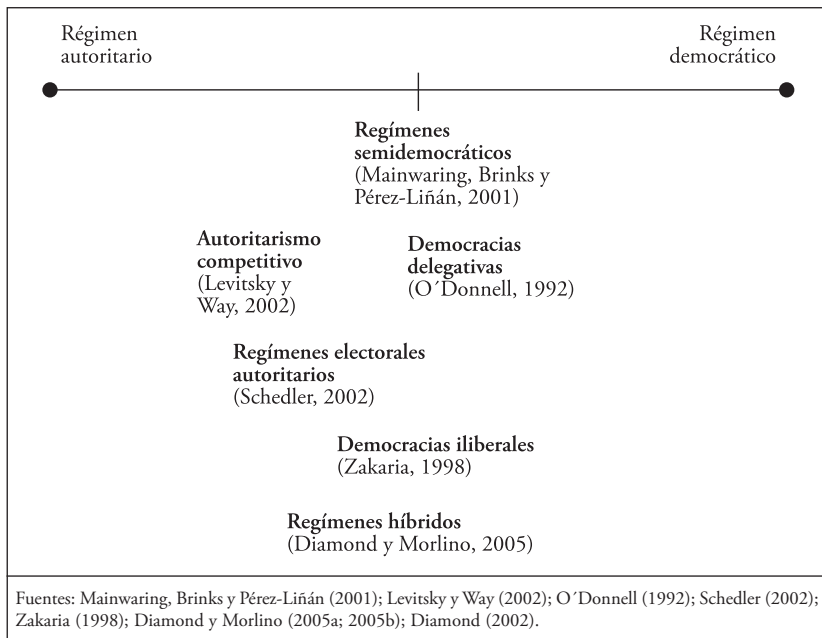 Régimen
autoritario
Régimen
democrático
Regímenes
semidemocráticos
(Mainwaring, Brinks y
Pérez-Liñán, 2001)
Autoritarismo
competitivo
(Levitsky y
Way, 2002)
Democracias
delegativas
(O´Donnell, 1992)
Regímenes electorales
autoritarios
(Schedler, 2002)
Democracias iliberales
(Zakaria, 1998)
Regímenes híbridos
(Diamond y Morlino, 2005)
Fuentes: Mainwaring, Brinks y Pérez-Liñán (2001); Levitsky y Way (2002); O´Donnell (1992); Schedler (2002);
Zakaria (1998); Diamond y Morlino (2005a; 2005b); Diamond (2002).